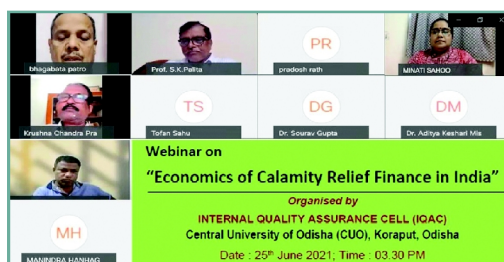 PR
bhagabata patro
Prof. S.K.Palita
pradosh rath
MINATI SAHOO
TS
DG
DM
Krushna Chandra Pra
Tofan Sahu
Dr. Sourav Gupta
Dr. Aditya Keshari Mis
Webinar on
“Economics of Calamity Relief Finance in India”
Organised by
INTERNAL QUALITY ASSURANCE CELL (IQAC)
Central University of Odisha (CUO), Koraput, Odisha
Date : 25th June 2021; Time : 03.30 PM
MH
MANINDRA HANHAG